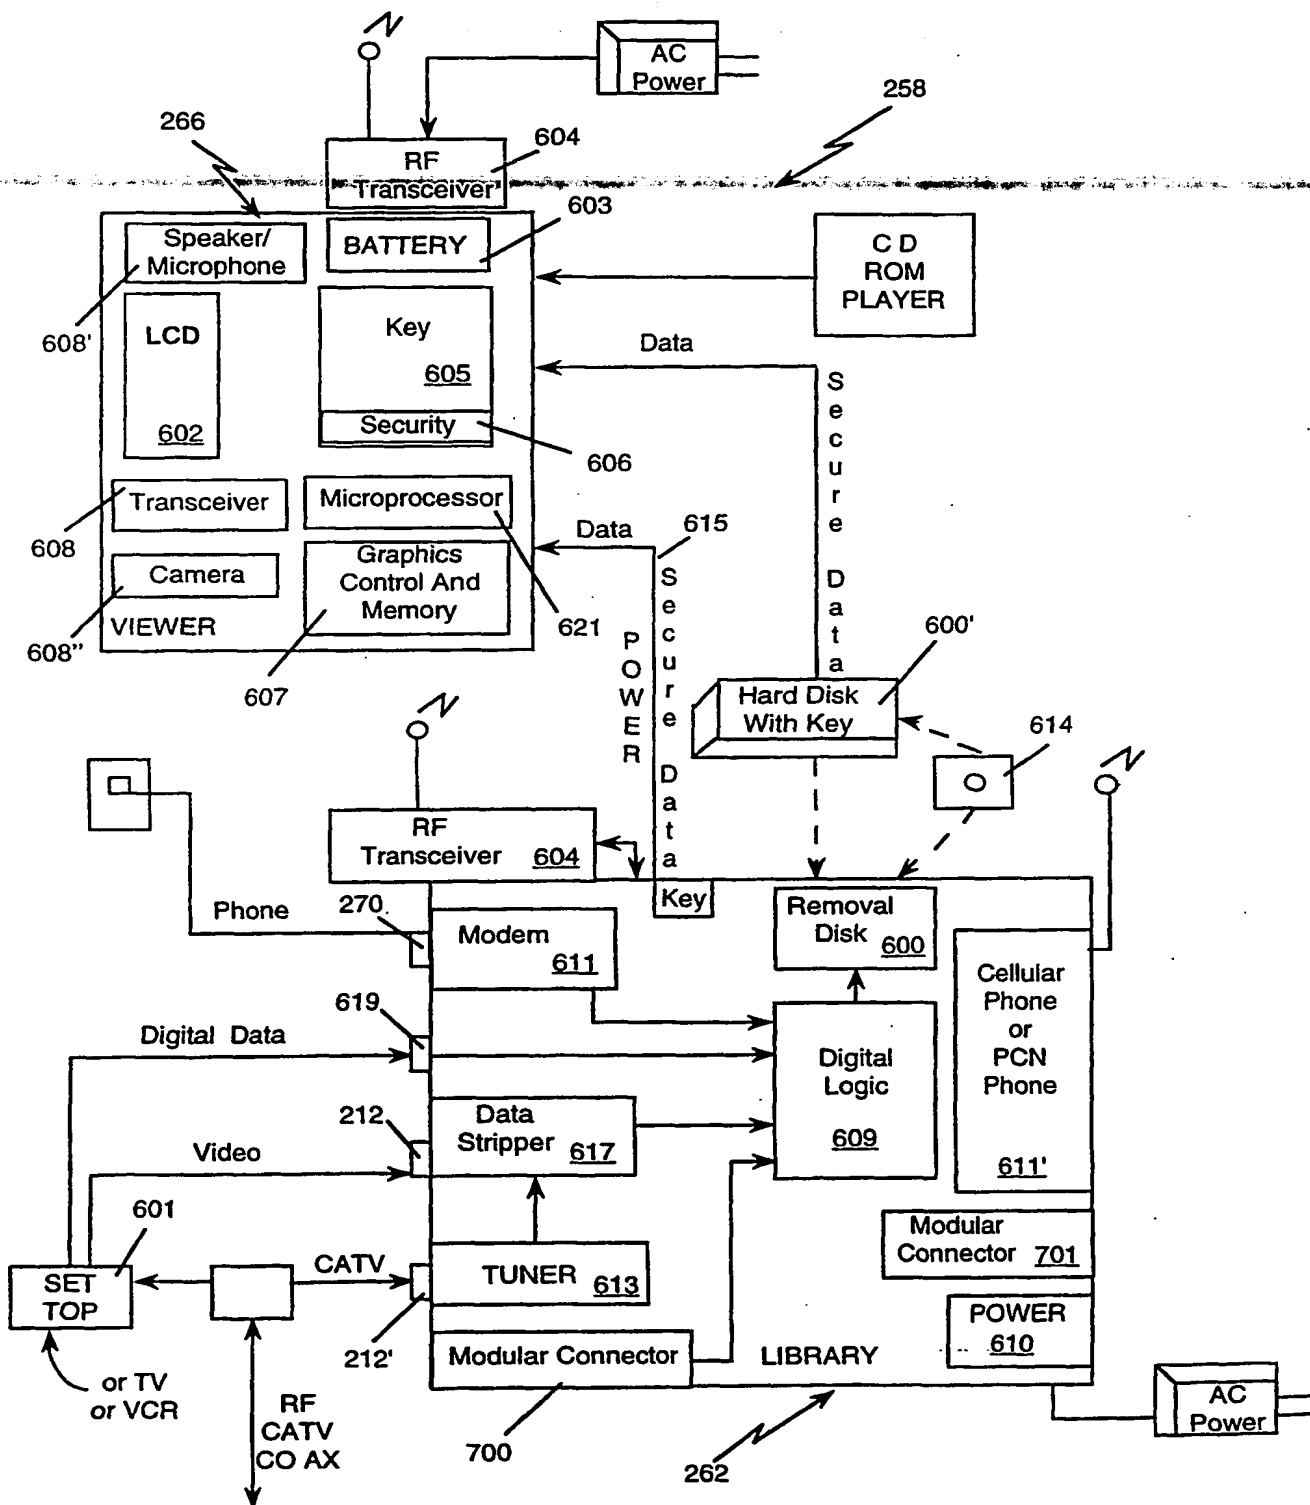 AC
Power
258
266
604
RF
Transceiver
603
Speaker/
Microphone
BATTERY
C D
ROM
PLAYER
608'
LCD
602
Key
605
Security
606
Data
Secure Data
Transceiver
608
Microprocessor
Data
615
Camera
Graphics
Control And
Memory
VIEWER
608"
621
607
POWER
Secure Data
600'
Hard Disk
With Key
614
RF
Transceiver
604
Key
Phone
270
Modem
611
Removal
Disk
600
Cellular
Phone
or
PCN
Phone
611'
619
Digital Data
Digital
Logic
609
212
Data
Stripper
617
Video
601
SET
TOP
CATV
TUNER
613
Modular
Connector
701
POWER
610
212'
Modular Connector
LIBRARY
or TV
or VCR
RF
CATV
CO AX
700
262
AC
Power